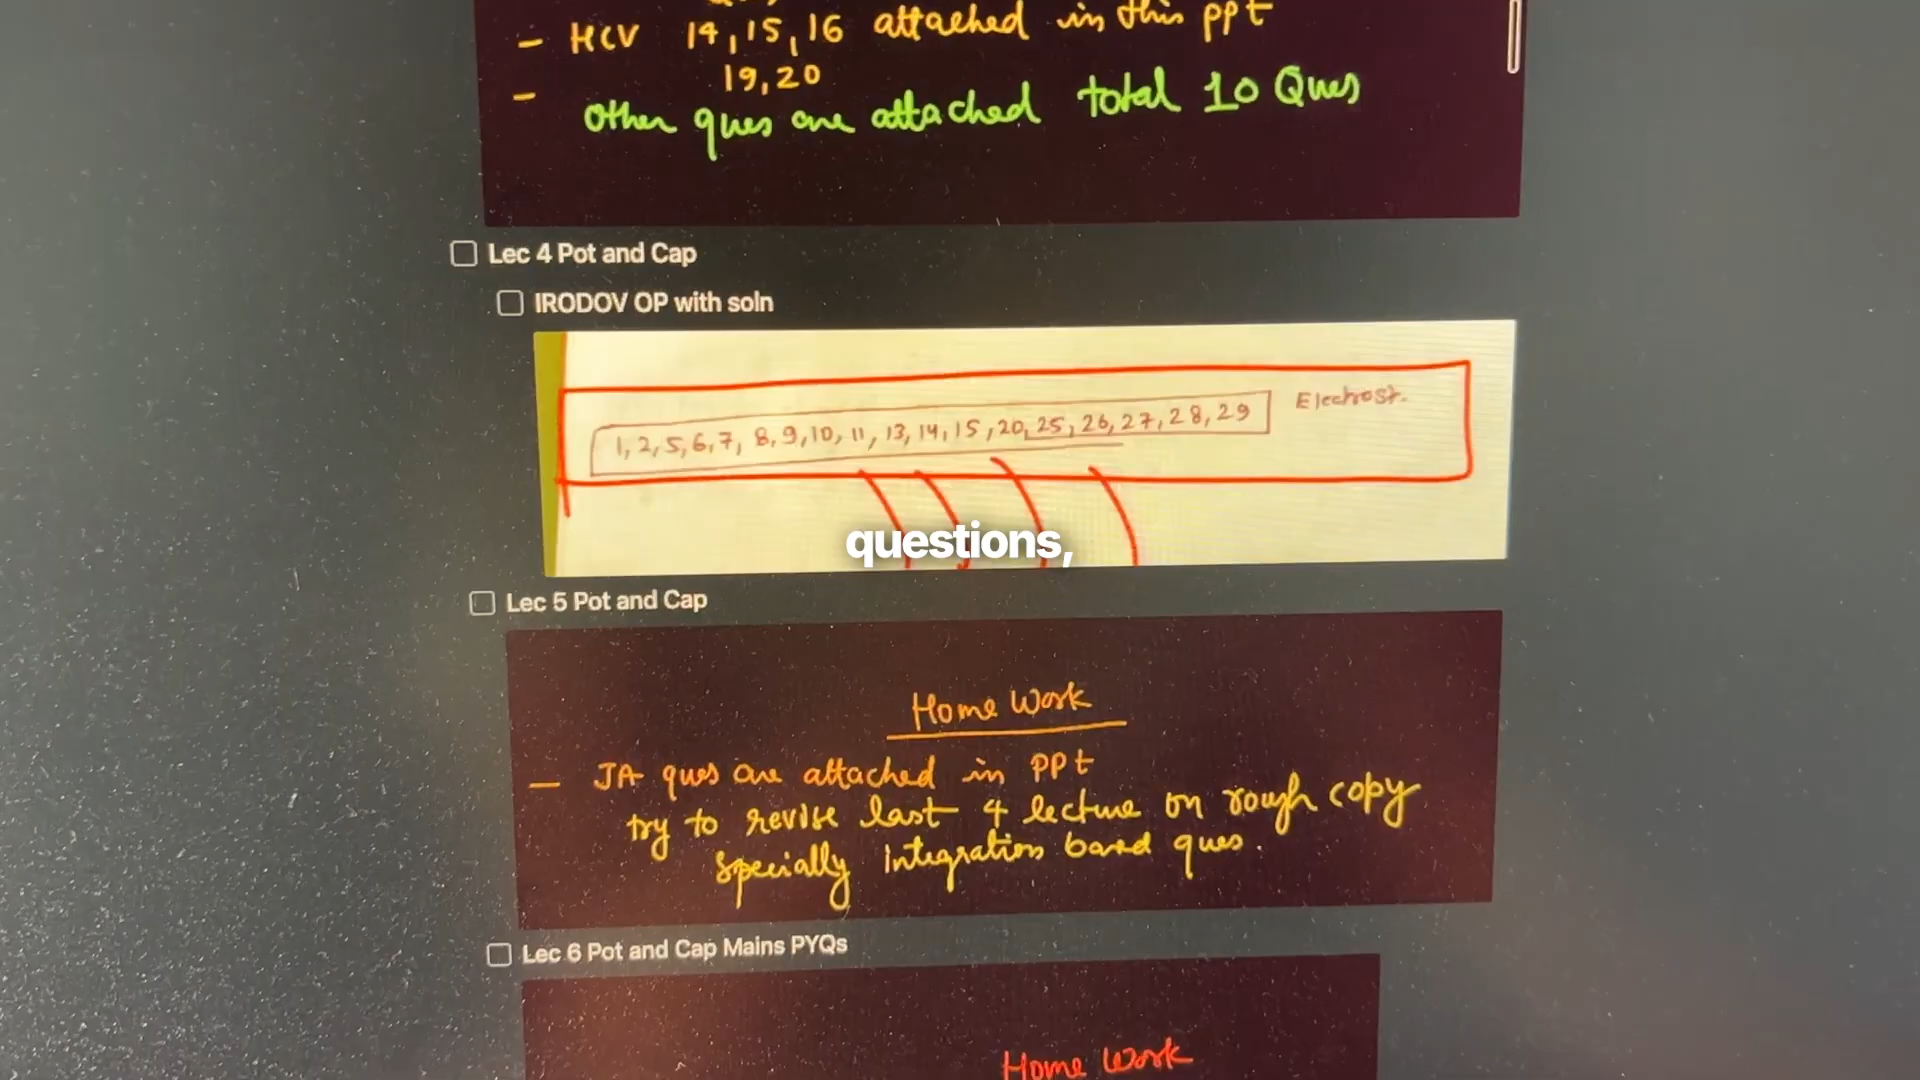 - HCV 14,15,16 attached in this ppt
19,20
- Other ques are attached total 10 Ques
Lec 4 Pot and Cap
IRODOV OP with soln
1,2,5,6,7, 8,9,10, 11, 13, 14, 15, 20, 25, 26, 27, 28, 29 Electrost.
questions,
Lec 5 Pot and Cap
Home Work
- JA ques are attached in ppt
try to revise last 4 lecture on rough copy
specially integration based ques.
Lec 6 Pot and Cap Mains PYQs
Home Work